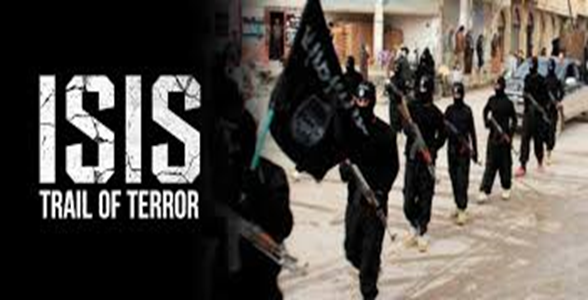 ISIS
TRAIL OF TERROR